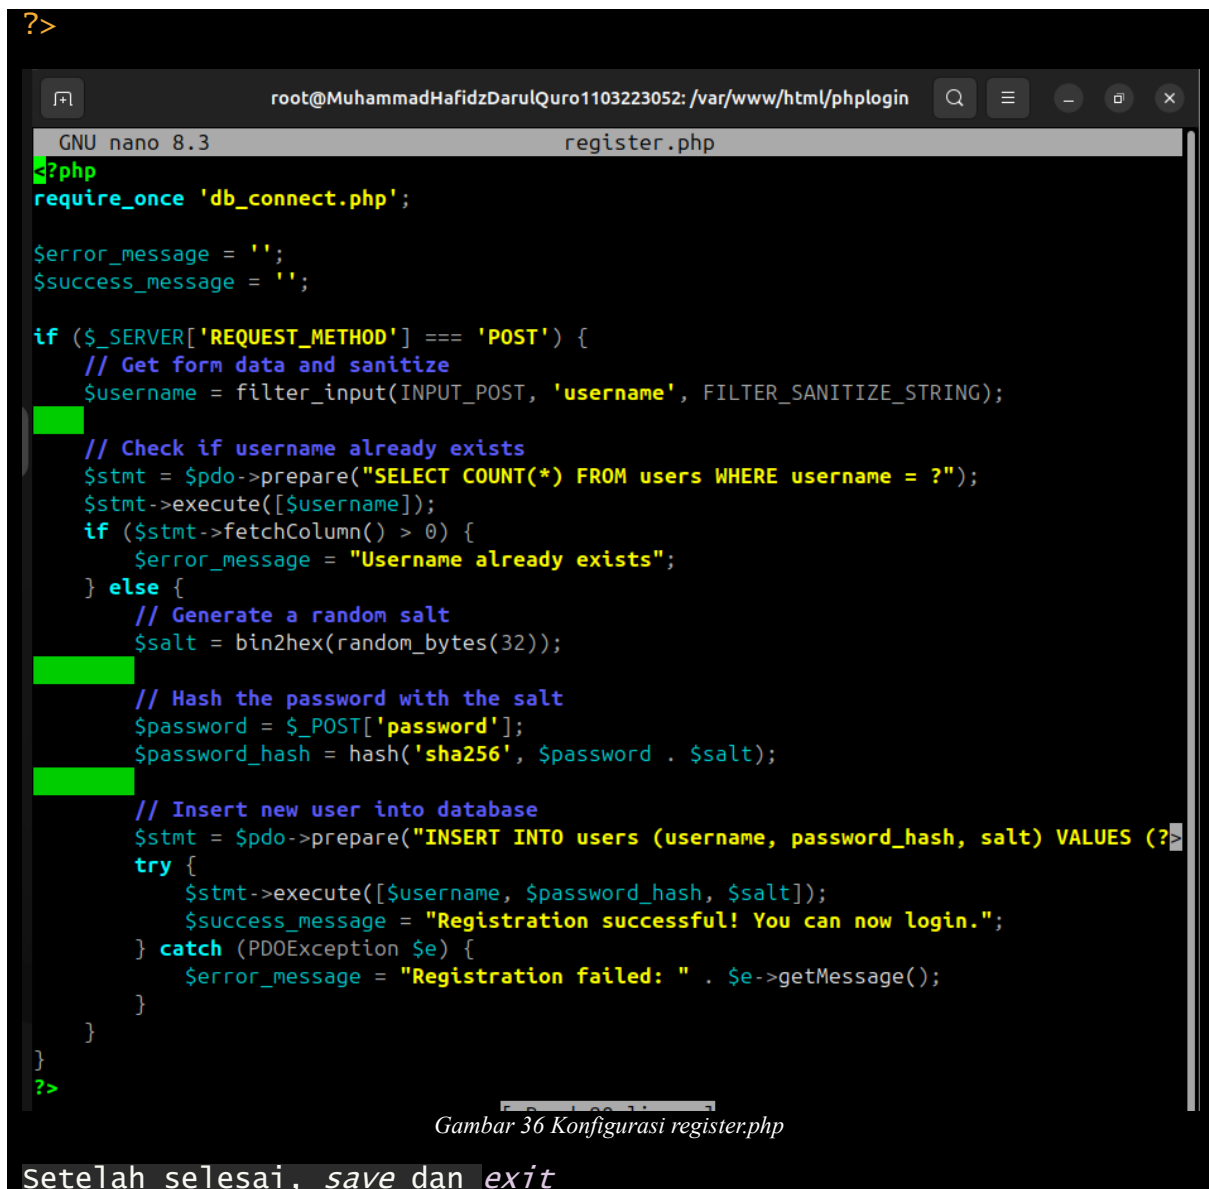 ?>
root@MuhammadHafidzDarulQuro1103223052: /var/www/html/phplogin
GNU nano 8.3 register.php
<?php
require_once 'db_connect.php';
$error_message = '';
$success_message = '';
if ($_SERVER['REQUEST_METHOD'] === 'POST') {
// Get form data and sanitize
$username = filter_input(INPUT_POST, 'username', FILTER_SANITIZE_STRING);
// Check if username already exists
$stmt = $pdo->prepare("SELECT COUNT(*) FROM users WHERE username = ?");
$stmt->execute([$username]);
if ($stmt->fetchColumn() > 0) {
$error_message = "Username already exists";
} else {
// Generate a random salt
$salt = bin2hex(random_bytes(32));
// Hash the password with the salt
$password = $_POST['password'];
$password_hash = hash('sha256', $password . $salt);
// Insert new user into database
$stmt = $pdo->prepare("INSERT INTO users (username, password_hash, salt) VALUES (?>
try {
$stmt->execute([$username, $password_hash, $salt]);
$success_message = "Registration successful! You can now login.";
} catch (PDOException $e) {
$error_message = "Registration failed: " . $e->getMessage();
}
}
}
?>
Gambar 36 Konfigurasi register.php
Setelah selesai, save dan exit